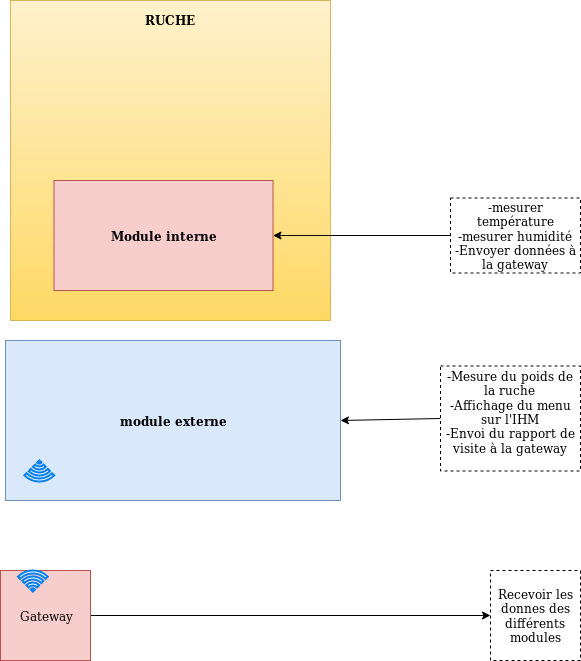 RUCHE
Module interne
-mesurer
température
-mesurer humidité
-Envoyer données à
la gateway
module externe
-Mesure du poids de
la ruche
-Affichage du menu
sur l'IHM
-Envoi du rapport de
visite à la gateway
Gateway
Recevoir les
donnes des
différents
modules